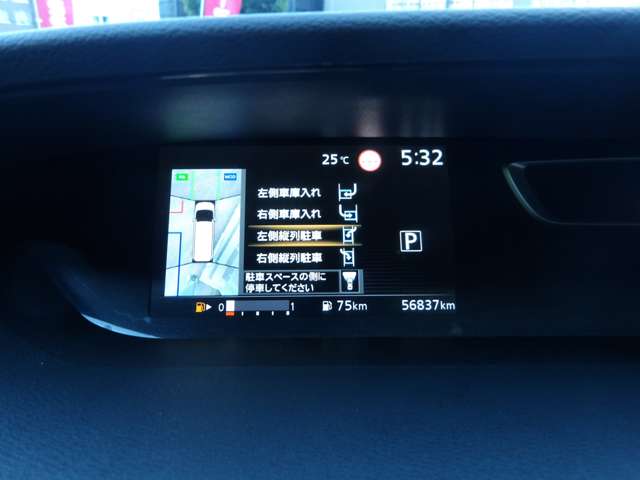 25℃ 5:32
MOD
左側車庫入れ
右側車庫入れ
左側縦列駐車
P
右側縦列駐車
駐車スペースの側に
停車してください
0 1 75km 56837km